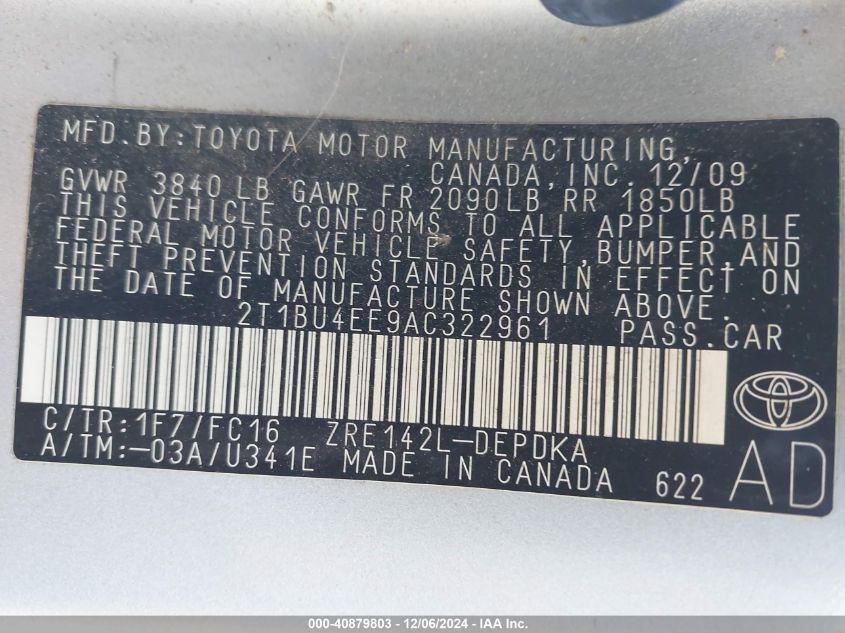 MFD.BY:TOYOTA MOTOR MANUFACTURING,
CANADA,INC.12/09
GVWR 3840 LB GAWR FR 2090LB RR 1850LB
THIS VEHICLE CONFORMS TO ALL APPLICABLE
FEDERAL MOTOR VEHICLE SAFETY,BUMPER,AND
THEFT PREVENTION STANDARDS IN EFFECT ON
THE DATE OF MANUFACTURE SHOWN ABOVE.
2T1BU4EE9AC322961 PASS.CAR
C/TR:1F7/FC16 ZRE142L-DEPDKA
A/TM:-03A/U341E MADE IN CANADA 622 AD
000-40879803 - 12/06/2024 - Trusted by IAA, Inc.